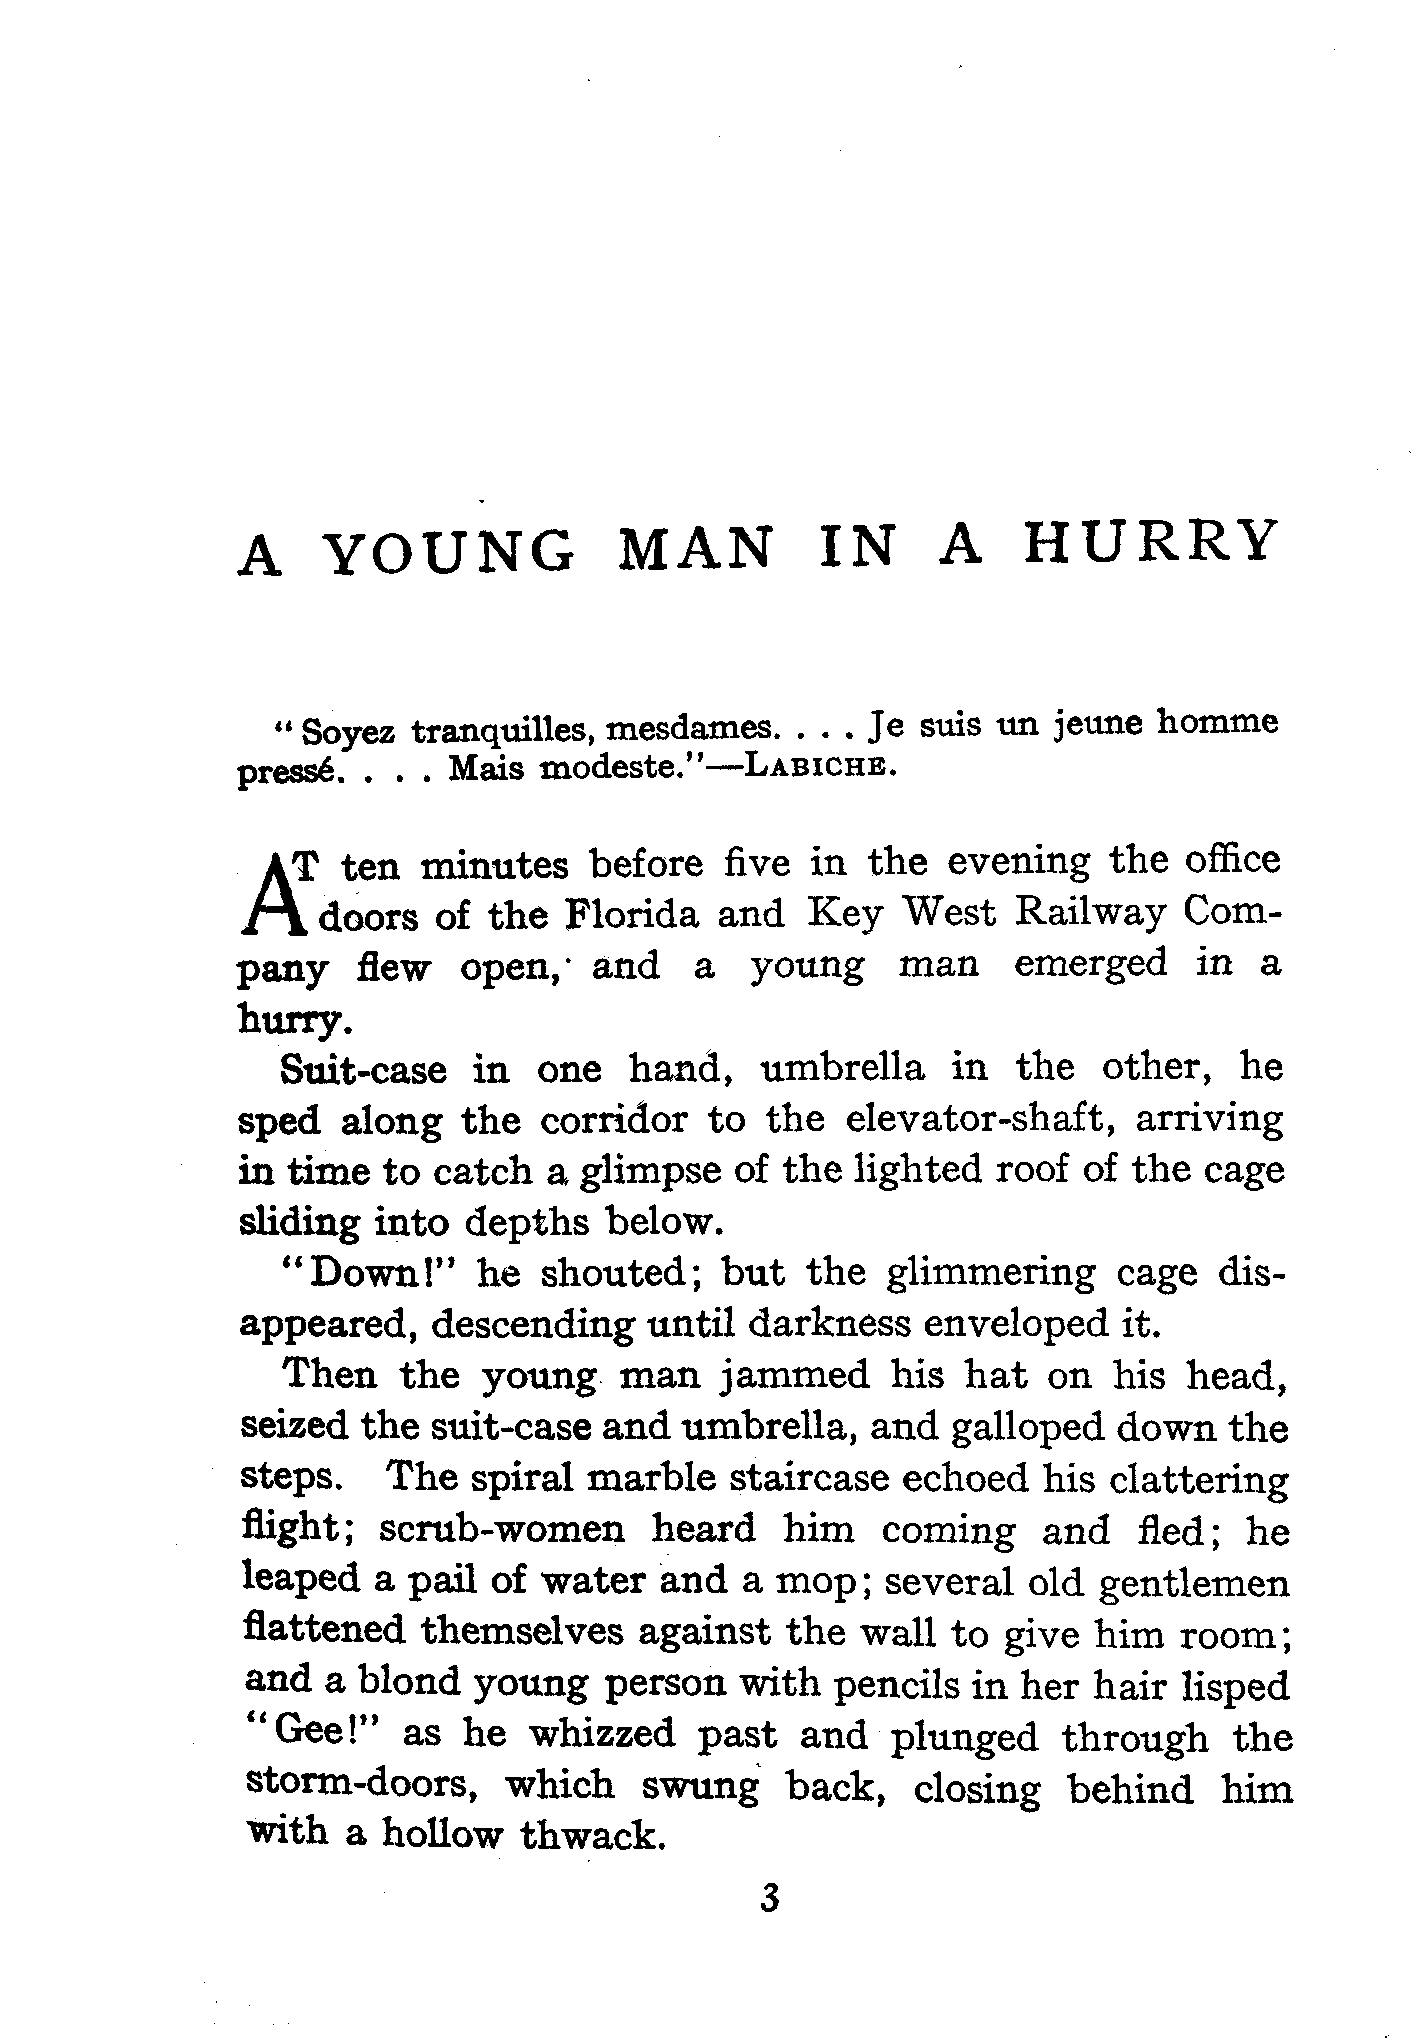 A YOUNG MAN IN A HURRY
"Soyez tranquilles, mesdames. . . . Je suis un jeune homme
pressé. . . . Mais modeste."—LABICHE.
AT ten minutes before five in the evening the office
doors of the Florida and Key West Railway Com-
pany flew open, and a young man emerged in a
hurry.
Suit-case in one hand, umbrella in the other, he
sped along the corridor to the elevator-shaft, arriving
in time to catch a glimpse of the lighted roof of the cage
sliding into depths below.
"Down!" he shouted; but the glimmering cage dis-
appeared, descending until darkness enveloped it.
Then the young man jammed his hat on his head,
seized the suit-case and umbrella, and galloped down the
steps. The spiral marble staircase echoed his clattering
flight; scrub-women heard him coming and fled; he
leaped a pail of water and a mop; several old gentlemen
flattened themselves against the wall to give him room;
and a blond young person with pencils in her hair lisped
"Gee!" as he whizzed past and plunged through the
storm-doors, which swung back, closing behind him
with a hollow thwack.
3